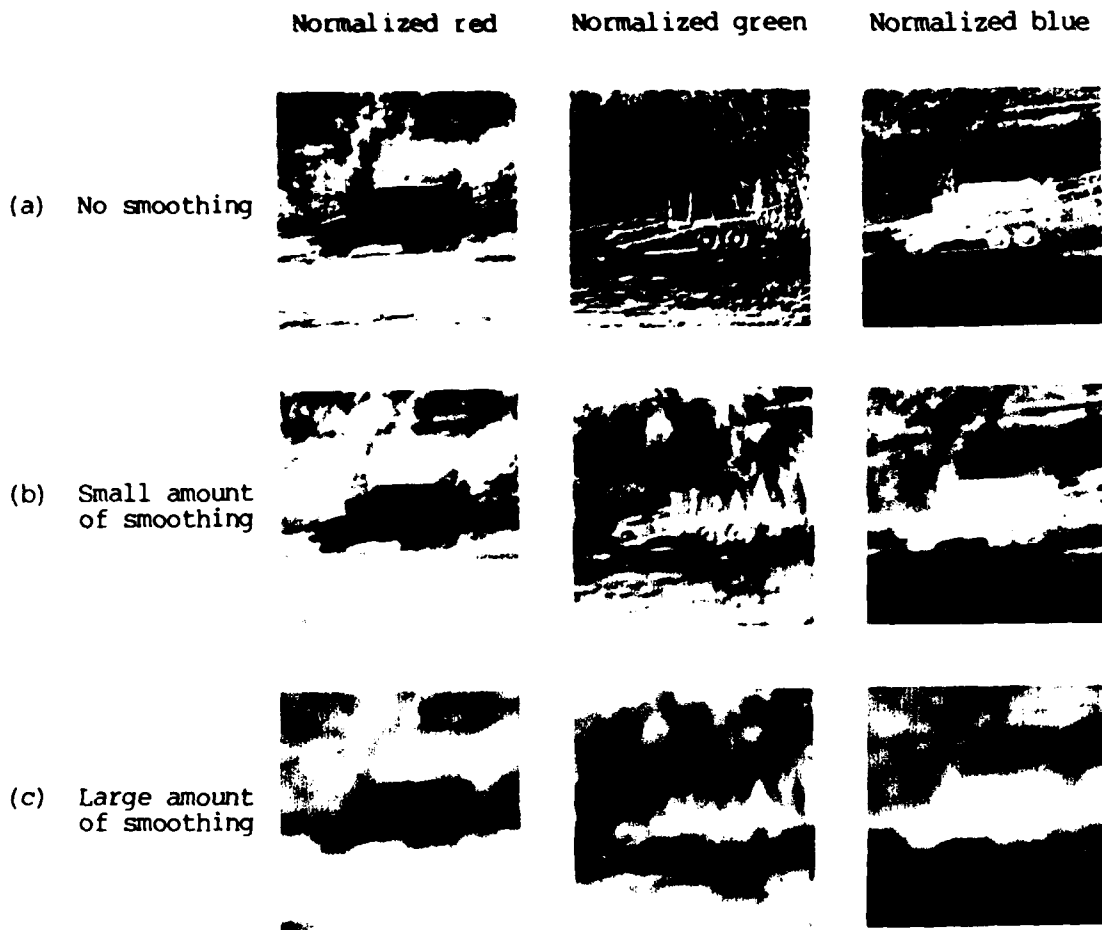 Normalized red Normalized green Normalized blue
(a) No smoothing
(b) Small amount
of smoothing
(c) Large amount
of smoothing